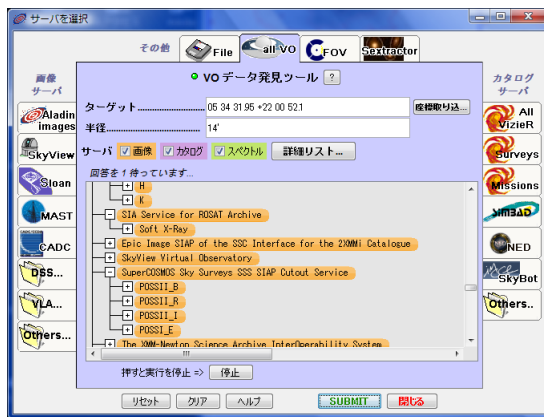 サーバを選択
その他
File
all-VO
FOV
Sextractor
画像
サーバ
カタログ
サーバ
VO データ発見ツール
?
ターゲット
05 34 31.95 +22 00 52.1
座標取り込...
半径
14'
サーバ
画像
カタログ
スペクトル
詳細リスト...
回答を 1 待っています...
H
K
SIA Service for ROSAT Archive
Soft X-Ray
Epic Image SIAP of the SSC Interface for the 2XMMi Catalogue
SkyView Virtual Observatory
SuperCOSMOS Sky Surveys SSS SIAP Cutout Service
POSSII_B
POSSII_R
POSSII_I
POSSI_E
The XMM-Newton Science Archive InterOperability System
押すと実行を停止 =>
停止
Aladin
images
SkyView
Sloan
MAST
CADC
DSS...
VLA...
Others...
All
VizieR
Surveys
Missions
SIMBAD
NED
SkyBot
Others..
リセット
クリア
ヘルプ
SUBMIT
閉じる